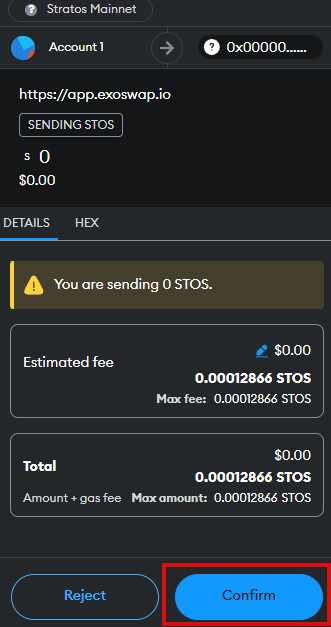 Stratos Mainnet
Account 1
0x00000......
https://app.exoswap.io
SENDING STOS
S 0
$0.00
DETAILS HEX
You are sending 0 STOS.
Estimated fee $0.00
0.00012866 STOS
Max fee: 0.00012866 STOS
Total $0.00
0.00012866 STOS
Amount + gas fee Max amount: 0.00012866 STOS
Reject Confirm